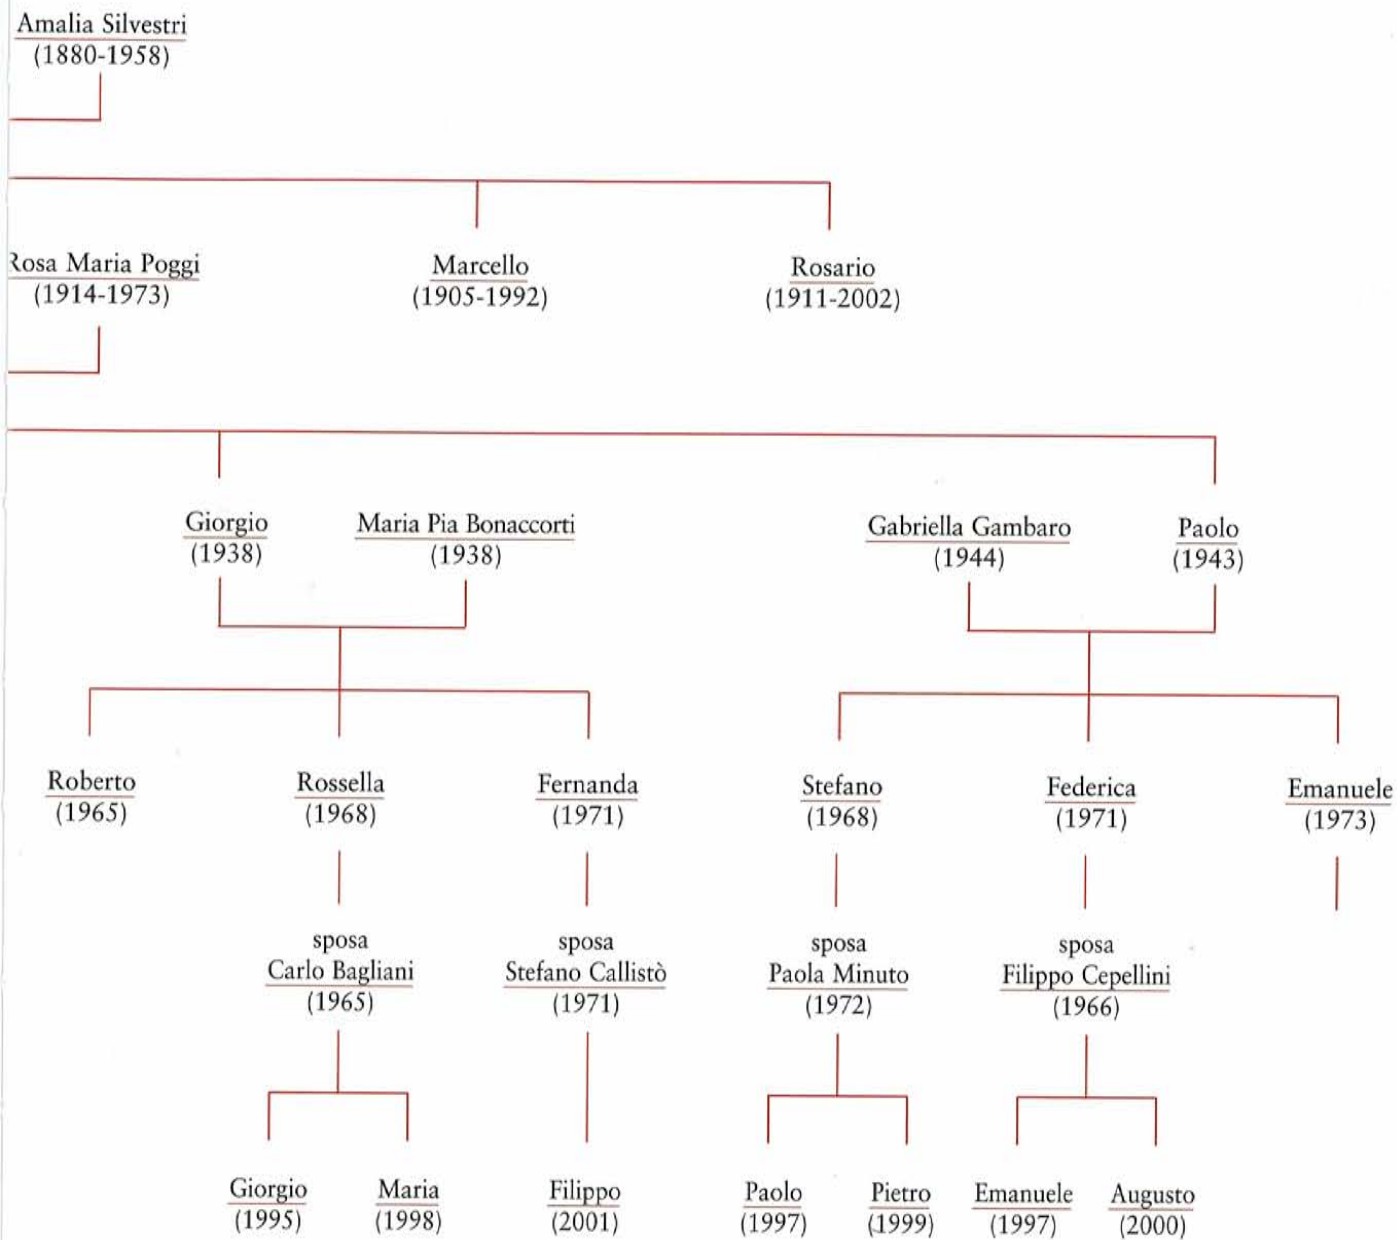 Amalia Silvestri
(1880-1958)
Rosa Maria Poggi
(1914-1973)
Marcello
(1905-1992)
Rosario
(1911-2002)
Giorgio
(1938)
Maria Pia Bonaccorti
(1938)
Gabriella Gambaro
(1944)
Paolo
(1943)
Roberto
(1965)
Rossella
(1968)
Fernanda
(1971)
Stefano
(1968)
Federica
(1971)
Emanuele
(1973)
sposa
Carlo Bagliani
(1965)
sposa
Stefano Callistò
(1971)
sposa
Paola Minuto
(1972)
sposa
Filippo Cepellini
(1966)
Giorgio
(1995)
Maria
(1998)
Filippo
(2001)
Paolo
(1997)
Pietro
(1999)
Emanuele
(1997)
Augusto
(2000)